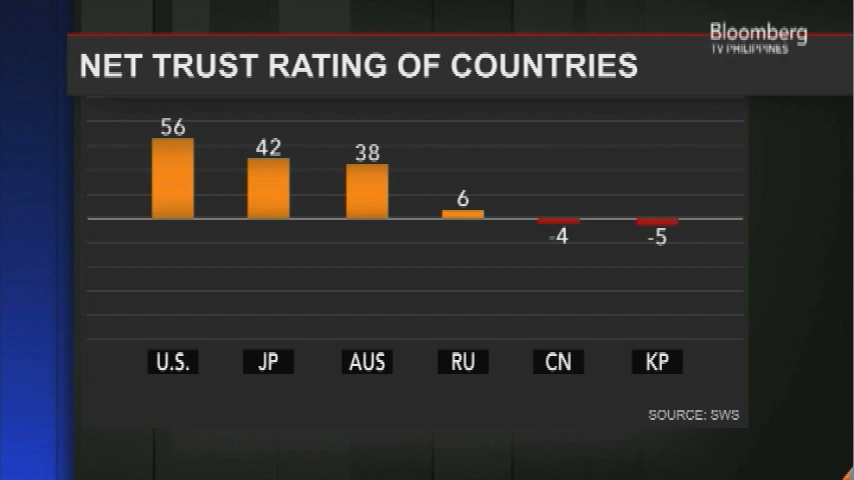 Bloomberg
TV PHILIPPINES
NET TRUST RATING OF COUNTRIES
56
42
38
6
-4
-5
U.S.
JP
AUS
RU
CN
KP
SOURCE: SWS